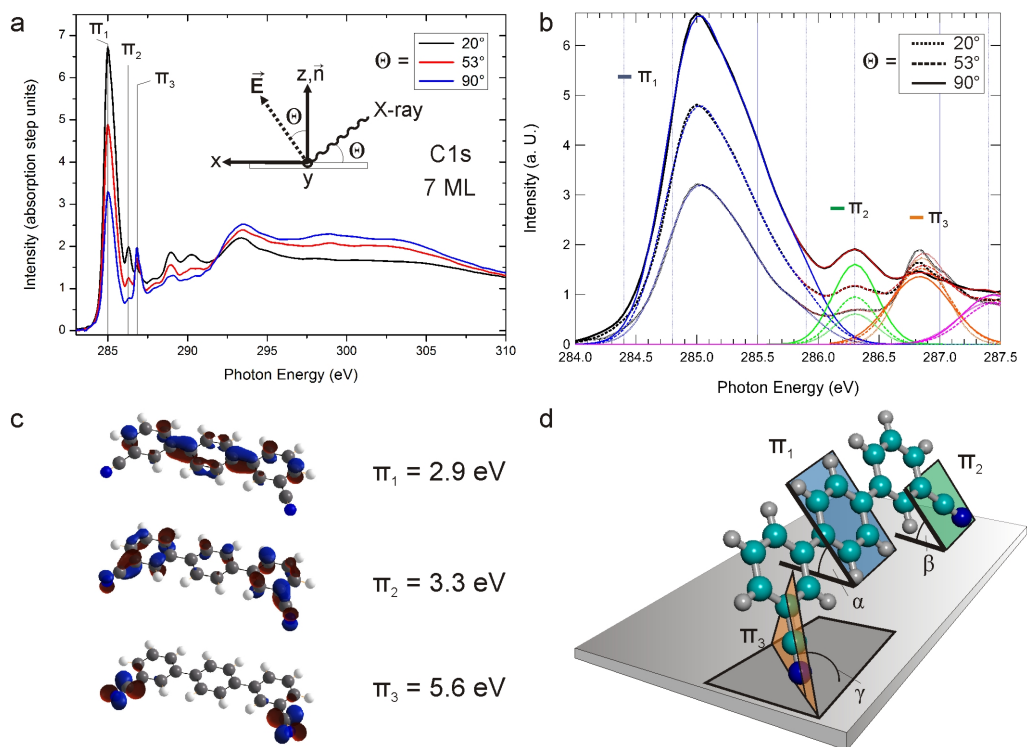 a
π₁
π₂
π₃
Θ =
20°
53°
90°
E
z,n
Θ
X-ray
Θ
x
y
C1s
7 ML
Intensity (absorption step units)
7
6
5
4
3
2
1
0
285
290
295
300
305
310
Photon Energy (eV)
b
Θ =
20°
53°
90°
π₁
π₂
π₃
Intensity (a. U.)
6
5
4
3
2
1
0
284.0
284.5
285.0
285.5
286.0
286.5
287.0
287.5
Photon Energy (eV)
c
π₁ = 2.9 eV
π₂ = 3.3 eV
π₃ = 5.6 eV
d
π₁
π₂
π₃
α
β
γ